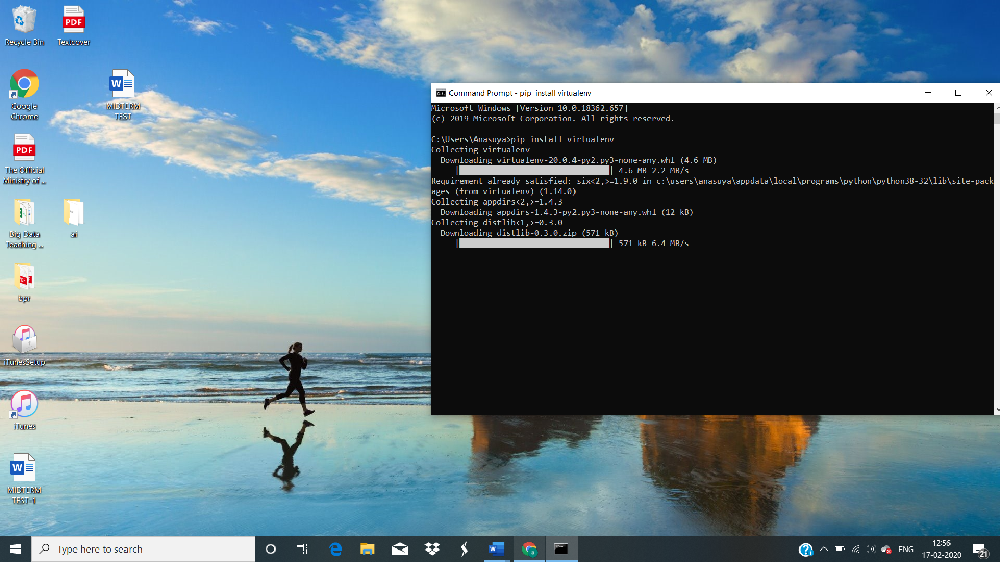 Recycle Bin
Textcover
Google
Chrome
MIDTERM
TEST
The Official
Ministry of ...
Big Data
Teaching ...
ai
bpr
iTunesSetup
iTunes
MIDTERM
TEST-1
Command Prompt - pip  install virtualenv
Microsoft Windows [Version 10.0.18362.657]
(c) 2019 Microsoft Corporation. All rights reserved.
C:\Users\Anasuya>pip install virtualenv
Collecting virtualenv
Downloading virtualenv-20.0.4-py2.py3-none-any.whl (4.6 MB)
|                                | 4.6 MB 2.2 MB/s
Requirement already satisfied: six<2,>=1.9.0 in c:\users\anasuya\appdata\local\programs\python\python38-32\lib\site-pack
ages (from virtualenv) (1.14.0)
Collecting appdirs<2,>=1.4.3
Downloading appdirs-1.4.3-py2.py3-none-any.whl (12 kB)
Collecting distlib<1,>=0.3.0
Downloading distlib-0.3.0.zip (571 kB)
|                                | 571 kB 6.4 MB/s
Type here to search
ENG
12:56
17-02-2020
21